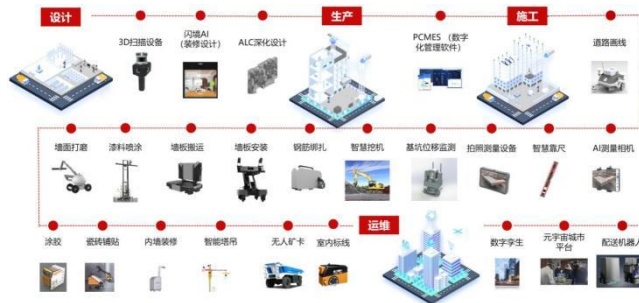 设计
生产
施工
3D扫描设备
闪境AI
（装修设计）
ALC深化设计
PCMES （数字
化管理软件）
道路画线
墙面打磨
漆料喷涂
墙板搬运
墙板安装
钢筋绑扎
智慧挖机
基坑位移监测
拍照测量设备
智慧靠尺
AI测量相机
运维
涂胶
瓷砖铺贴
内墙装修
智能塔吊
无人矿卡
室内标线
数字孪生
元宇宙城市
平台
配送机器人